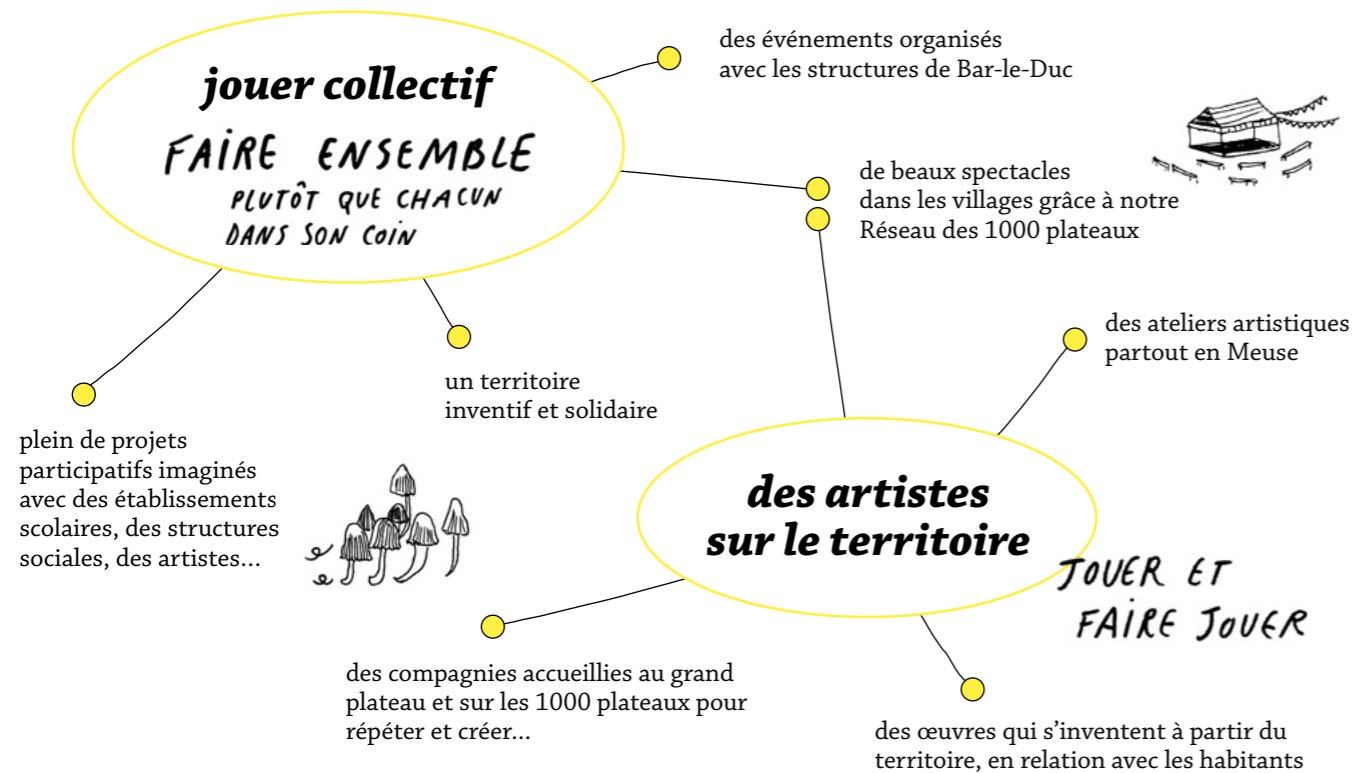 jouer collectif
FAIRE ENSEMBLE
PLUTÔT QUE CHACUN
DANS SON COIN
des événements organisés
avec les structures de Bar-le-Duc
de beaux spectacles
dans les villages grâce à notre
Réseau des 1000 plateaux
un territoire
inventif et solidaire
plein de projets
participatifs imaginés
avec des établissements
scolaires, des structures
sociales, des artistes...
des artistes
sur le territoire
JOUER ET
FAIRE JOUER
des ateliers artistiques
partout en Meuse
des compagnies accueillies au grand
plateau et sur les 1000 plateaux pour
répéter et créer...
des œuvres qui s’inventent à partir du
territoire, en relation avec les habitants